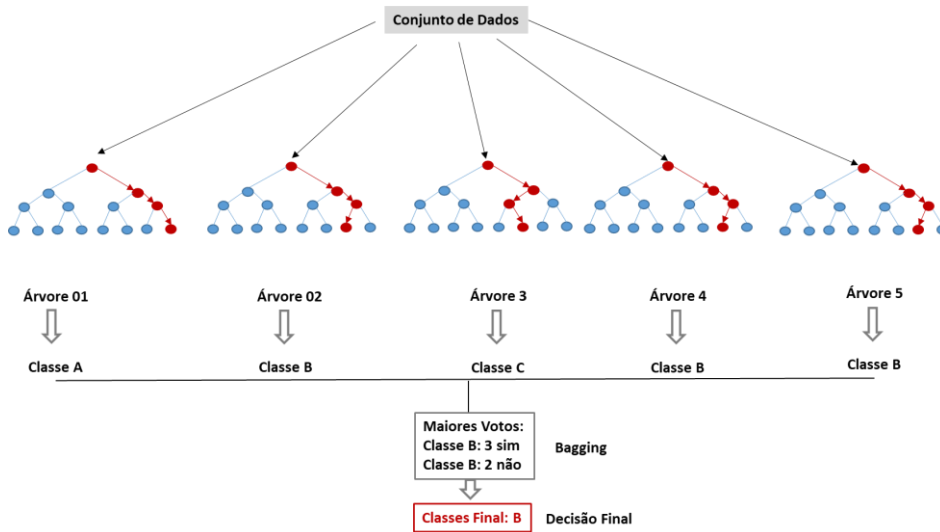 Conjunto de Dados
Árvore 01
Árvore 02
Árvore 3
Árvore 4
Árvore 5
Classe A
Classe B
Classe C
Classe B
Classe B
Maiores Votos:
Classe B: 3 sim
Classe B: 2 não
Bagging
Classes Final: B
Decisão Final